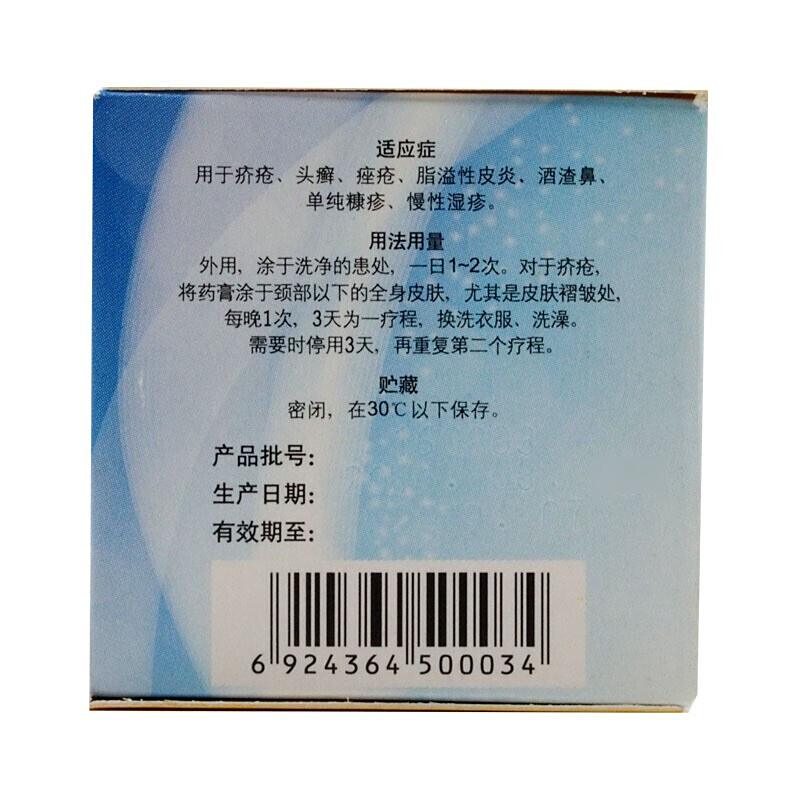 适应症
用于疥疮、头癣、痤疮、脂溢性皮炎、酒渣鼻、
单纯糠疹、慢性湿疹。
用法用量
外用，涂于洗净的患处，一日1~2次。对于疥疮，
将药膏涂于颈部以下的全身皮肤，尤其是皮肤褶皱处，
每晚1次，3天为一疗程，换洗衣服、洗澡。
需要时停用3天，再重复第二个疗程。
贮藏
密闭，在30℃以下保存。
产品批号：
生产日期：
有效期至：
6 924364 500034